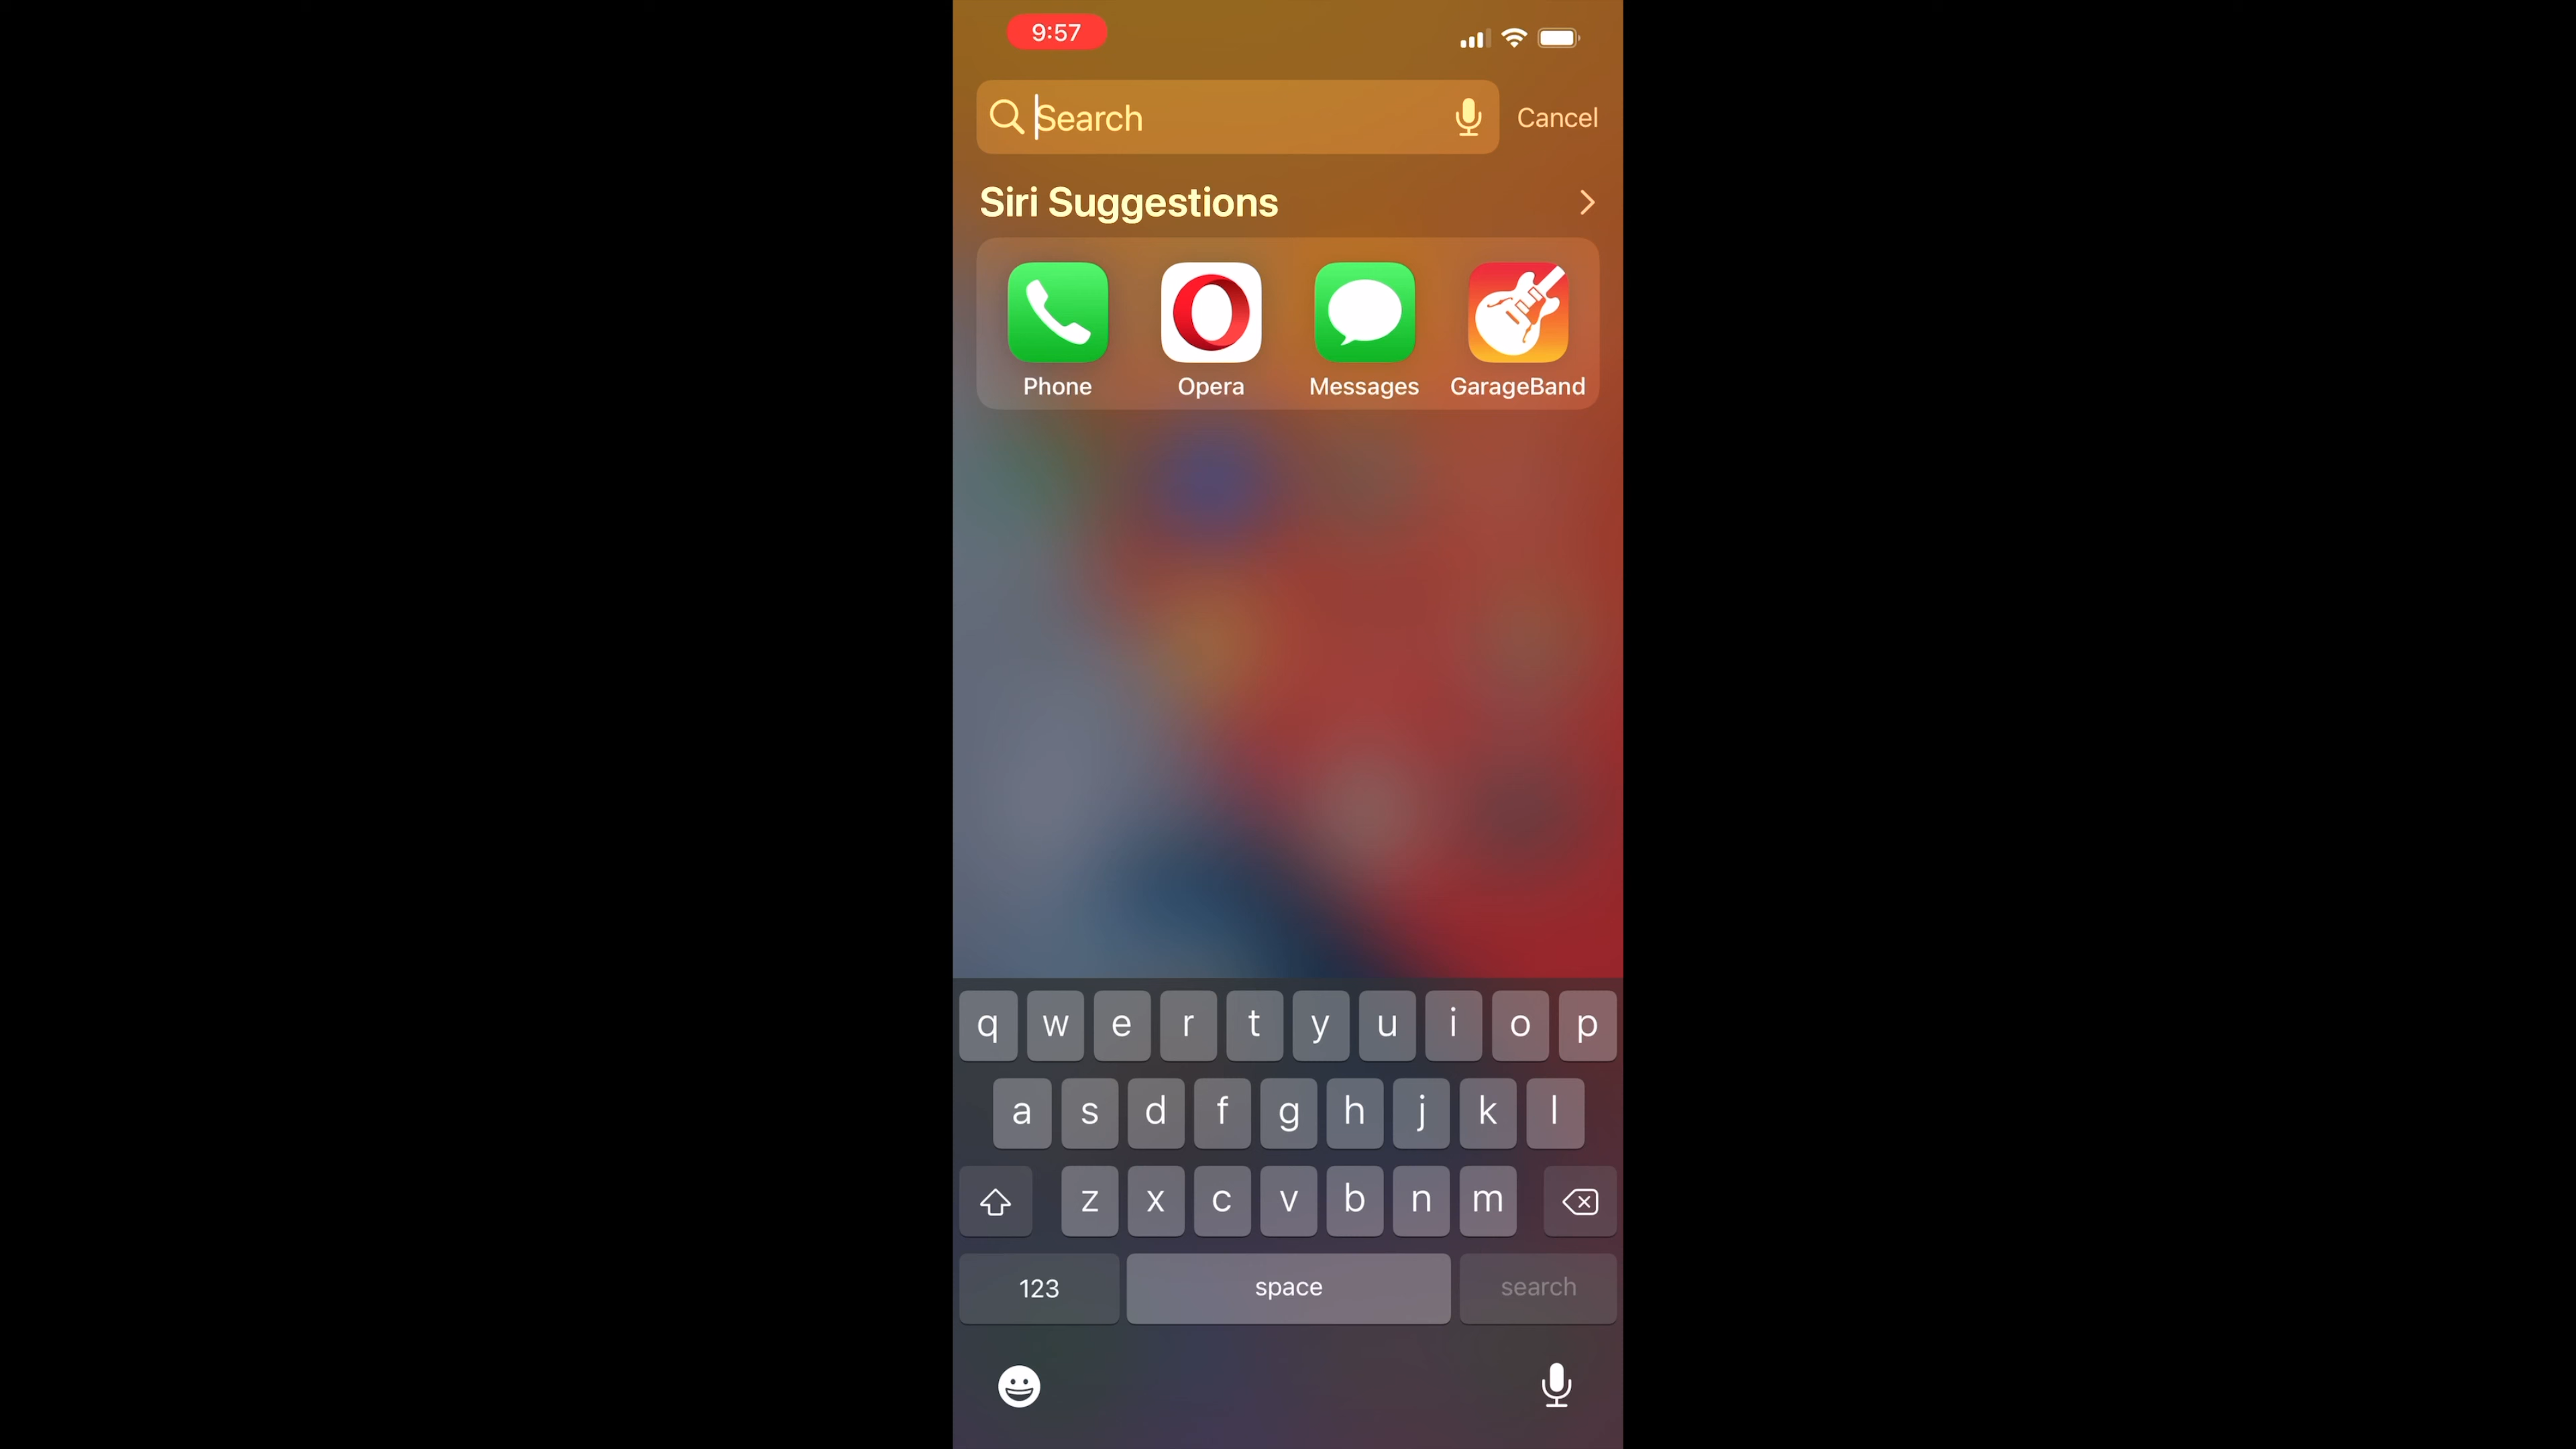 9:57
Search
Cancel
Siri Suggestions
Phone Opera Messages GarageBand
q w e r t y u i o p
a s d f g h j k l
z x c v b n m
123 space search